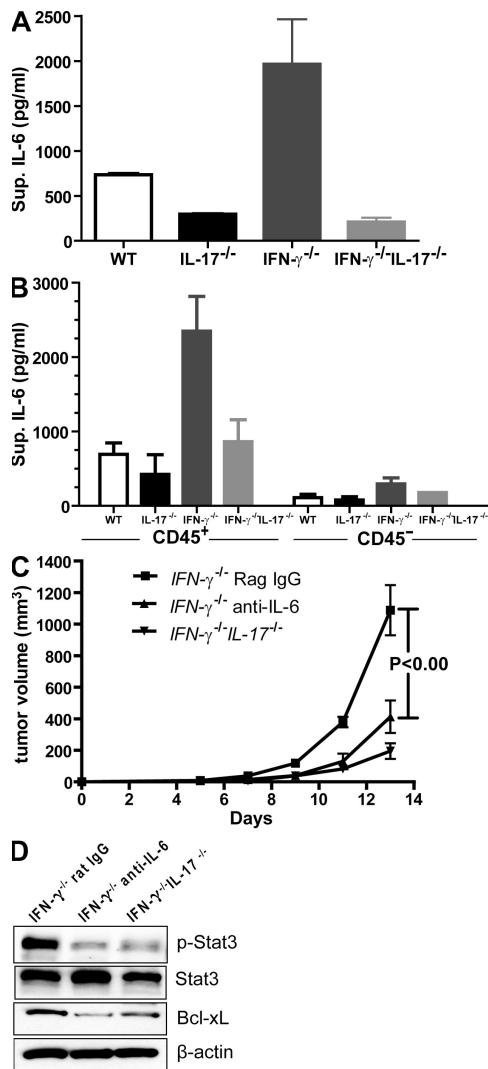 A
Sup. IL-6 (pg/ml)
2500
2000
1500
1000
500
0
WT IL-17-/- IFN-γ-/- IFN-γ-/-IL-17-/-
B
Sup. IL-6 (pg/ml)
3000
2000
1000
0
WT IL-17-/- IFN-γ-/- IFN-γ-/-IL-17-/- WT IL-17-/- IFN-γ-/- IFN-γ-/-IL-17-/-
CD45+ CD45−
C
tumor volume (mm3)
1400
1200
1000
800
600
400
200
0
IFN-γ-/- Rag IgG
IFN-γ-/- anti-IL-6
IFN-γ-/-IL-17-/-
P<0.00
0 2 4 6 8 10 12 14
Days
D
IFN-γ-/- rat IgG
IFN-γ-/- anti-IL-6
IFN-γ-/-IL-17 -/-
p-Stat3
Stat3
Bcl-xL
β-actin